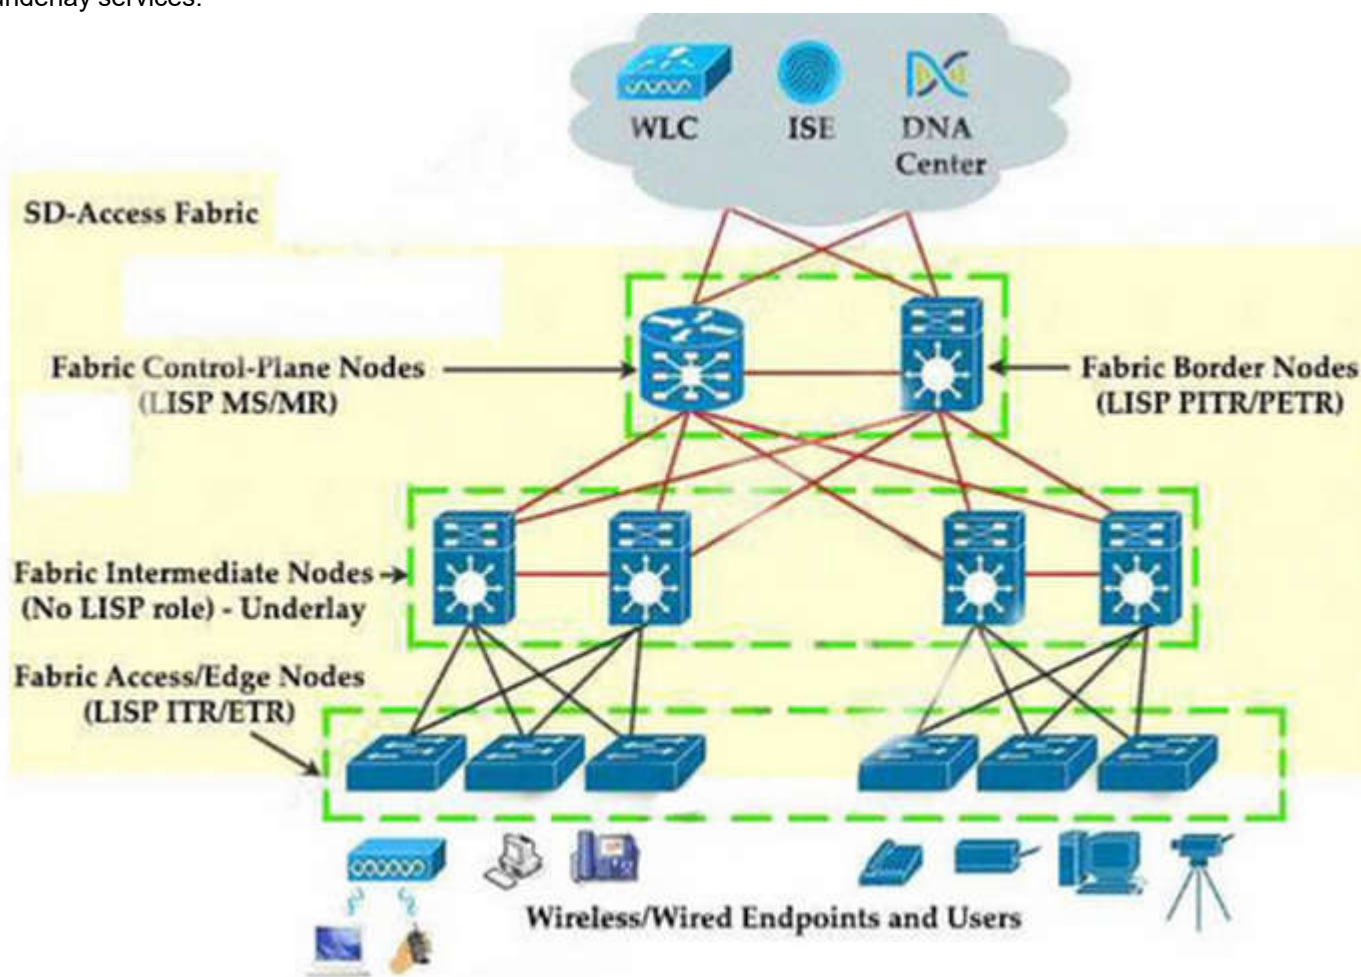 underlay services.
WLC
ISE
DNA
Center
SD-Access Fabric
Fabric Control-Plane Nodes
(LISP MS/MR)
Fabric Border Nodes
(LISP PITR/PETR)
Fabric Intermediate Nodes
(No LISP role) - Underlay
Fabric Access/Edge Nodes
(LISP ITR/ETR)
Wireless/Wired Endpoints and Users